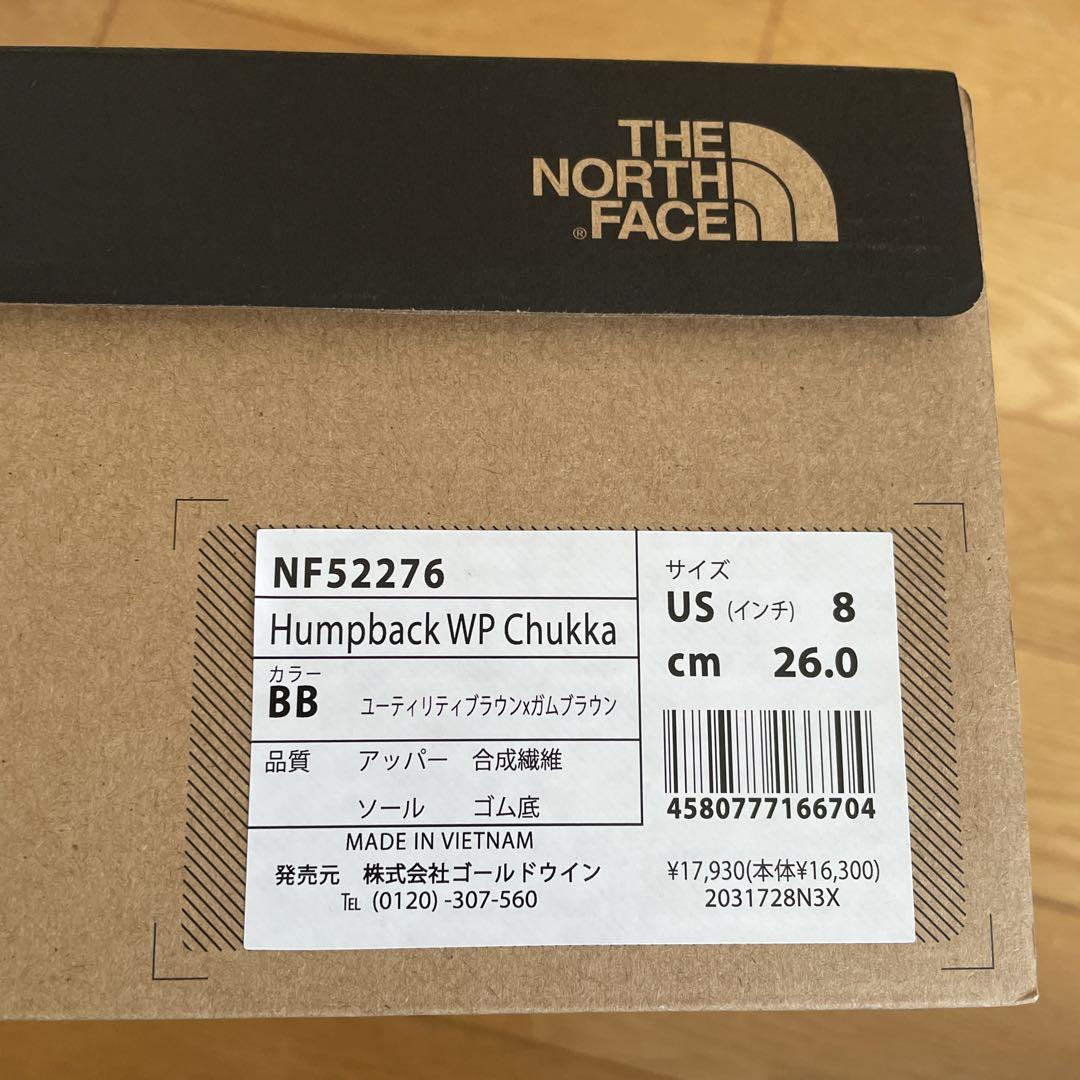 THE
NORTH
®FACE
NF52276
Humpback WP Chukka
カラー
BB ユーティリティブラウンxガムブラウン
品質 アッパー 合成繊維
ソール ゴム底
MADE IN VIETNAM
発売元 株式会社ゴールドウイン
TEL (0120) -307-560
サイズ
US (インチ) 8
cm 26.0
4580777166704
¥17,930(本体¥16,300)
2031728N3X